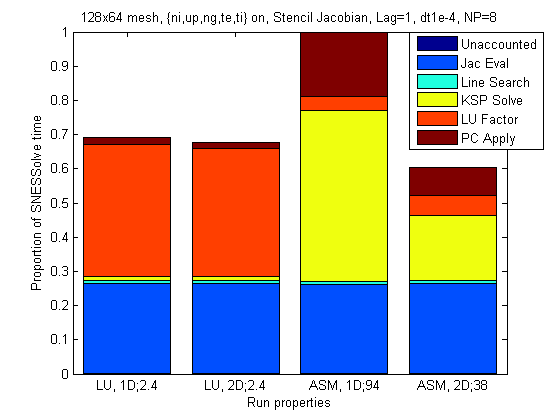 128x64 mesh, {ni,up,ng,te,ti} on, Stencil Jacobian, Lag=1, dt1e-4, NP=8
Proportion of SNESSolve time
1
0.9
0.8
0.7
0.6
0.5
0.4
0.3
0.2
0.1
0
Unaccounted
Jac Eval
Line Search
KSP Solve
LU Factor
PC Apply
LU, 1D;2.4
LU, 2D;2.4
ASM, 1D;94
ASM, 2D;38
Run properties